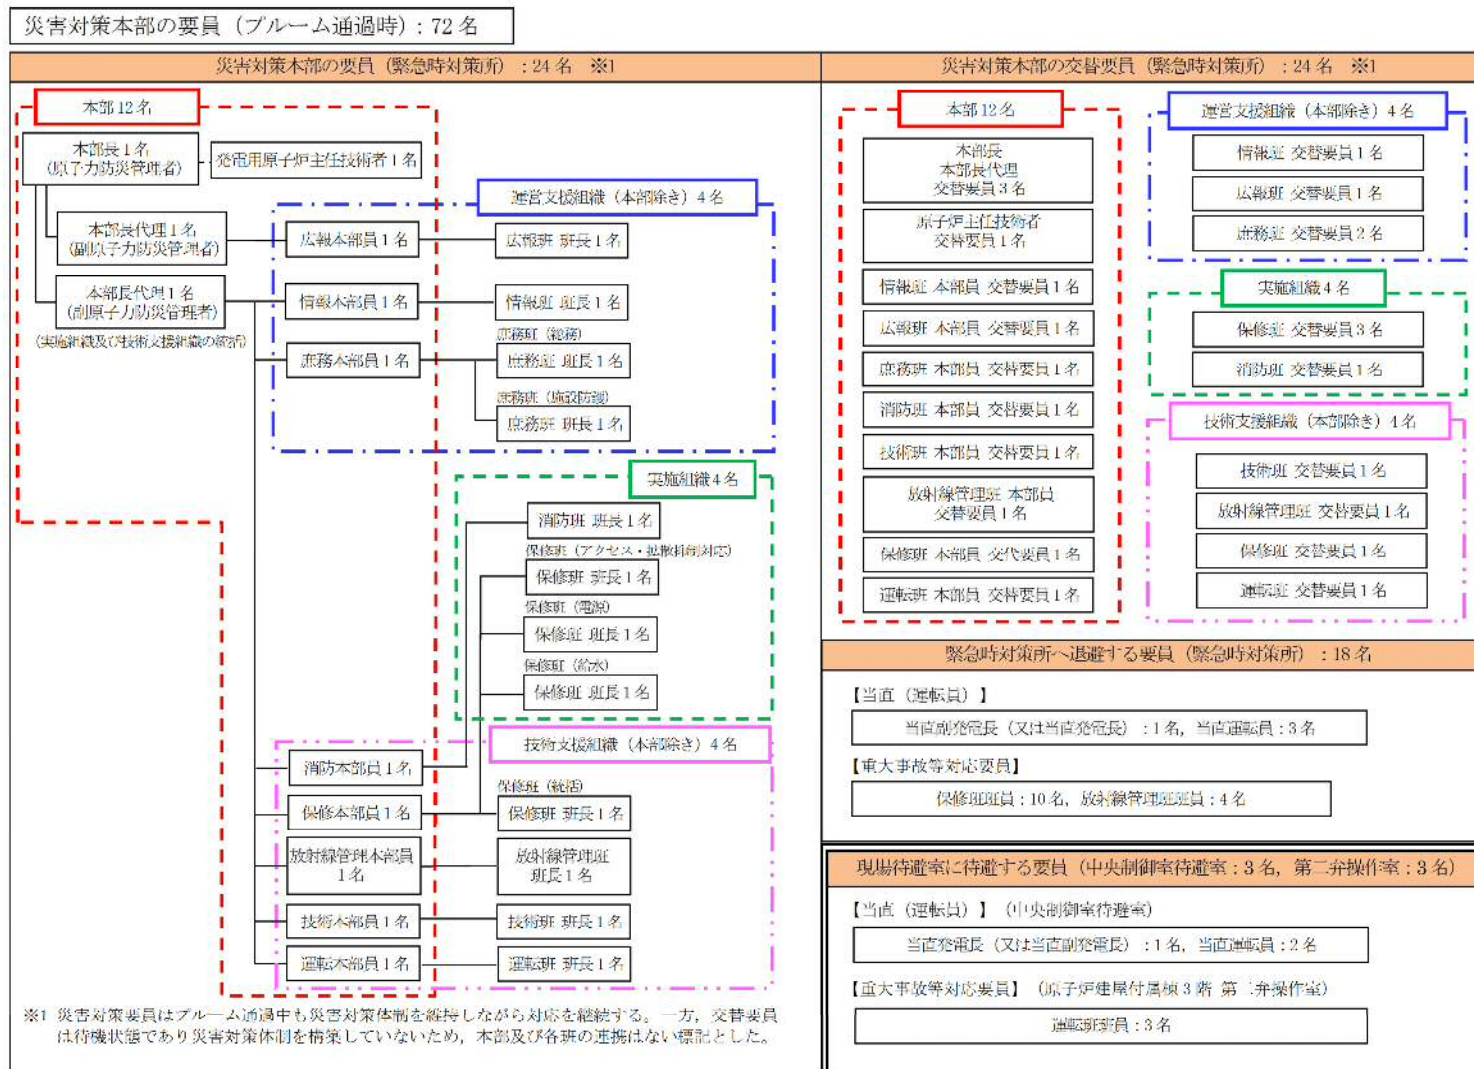 災害対策本部の要員（プルーム通過時）：72名
災害対策本部の要員（緊急時対策所）：24名　※1
本部12名
本部長1名
(原子力防災管理者)
発電用原子炉主任技術者1名
運営支援組織（本部除き）4名
本部長代理1名
(副原子力防災管理者)
広報本部員1名
広報班 班長1名
本部長代理1名
(副原子力防災管理者)
(実施組織及び技術支援組織の統括)
情報本部員1名
情報班 班長1名
庶務班（総務）
庶務本部員1名
庶務班 班長1名
庶務班（施設防護）
庶務班 班長1名
実施組織4名
消防班 班長1名
保修班（アクセス・拡散抑制対応）
保修班 班長1名
保修班（電源）
保修班 班長1名
保修班（給水）
保修班 班長1名
技術支援組織（本部除き）4名
消防本部員1名
保修班（統括）
保修本部員1名
保修班 班長1名
放射線管理本部員
1名
放射線管理班
班長1名
技術本部員1名
技術班 班長1名
運転本部員1名
運転班 班長1名
※1 災害対策要員はプルーム通過中も災害対策体制を維持しながら対応を継続する。一方，交替要員
は待機状態であり災害対策体制を構築していないため，本部及び各班の連携はない標記とした。
災害対策本部の交替要員（緊急時対策所）：24名　※1
本部12名
本部長
本部長代理
交替要員3名
原子炉主任技術者
交替要員1名
情報班 本部員 交替要員1名
広報班 本部員 交替要員1名
庶務班 本部員 交替要員1名
消防班 本部員 交替要員1名
技術班 本部員 交替要員1名
放射線管理班 本部員
交替要員1名
保修班 本部員 交代要員1名
運転班 本部員 交替要員1名
運営支援組織（本部除き）4名
情報班 交替要員1名
広報班 交替要員1名
庶務班 交替要員2名
実施組織4名
保修班 交替要員3名
消防班 交替要員1名
技術支援組織（本部除き）4名
技術班 交替要員1名
放射線管理班 交替要員1名
保修班 交替要員1名
運転班 交替要員1名
緊急時対策所へ退避する要員（緊急時対策所）：18名
【当直（運転員）】
当直副発電長（又は当直発電長）：1名，当直運転員：3名
【重大事故等対応要員】
保修班班員：10名，放射線管理班班員：4名
現場待避室に待避する要員（中央制御室待避室：3名，第二弁操作室：3名）
【当直（運転員）】（中央制御室待避室）
当直発電長（又は当直副発電長）：1名，当直運転員：2名
【重大事故等対応要員】（原子炉建屋付属棟3階 第二弁操作室）
運転班班員：3名